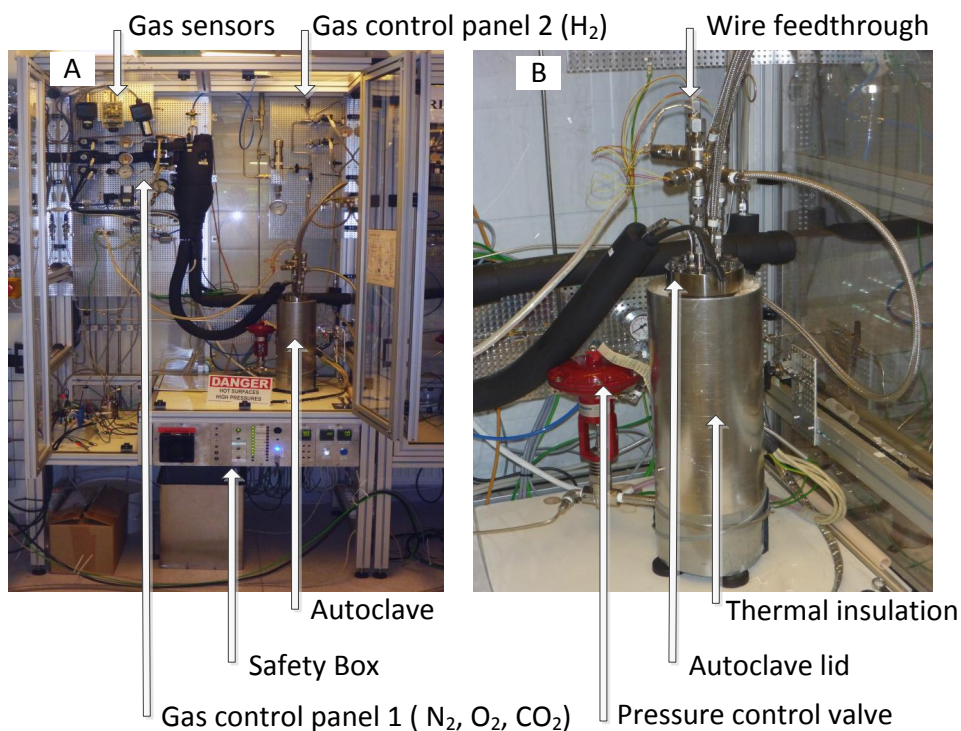 Gas sensors
Gas control panel 2 (H₂)
Wire feedthrough
A
B
DANGER
HOT SURFACES
HIGH PRESSURES
Autoclave
Thermal insulation
Safety Box
Autoclave lid
Gas control panel 1 ( N₂, O₂, CO₂)
Pressure control valve